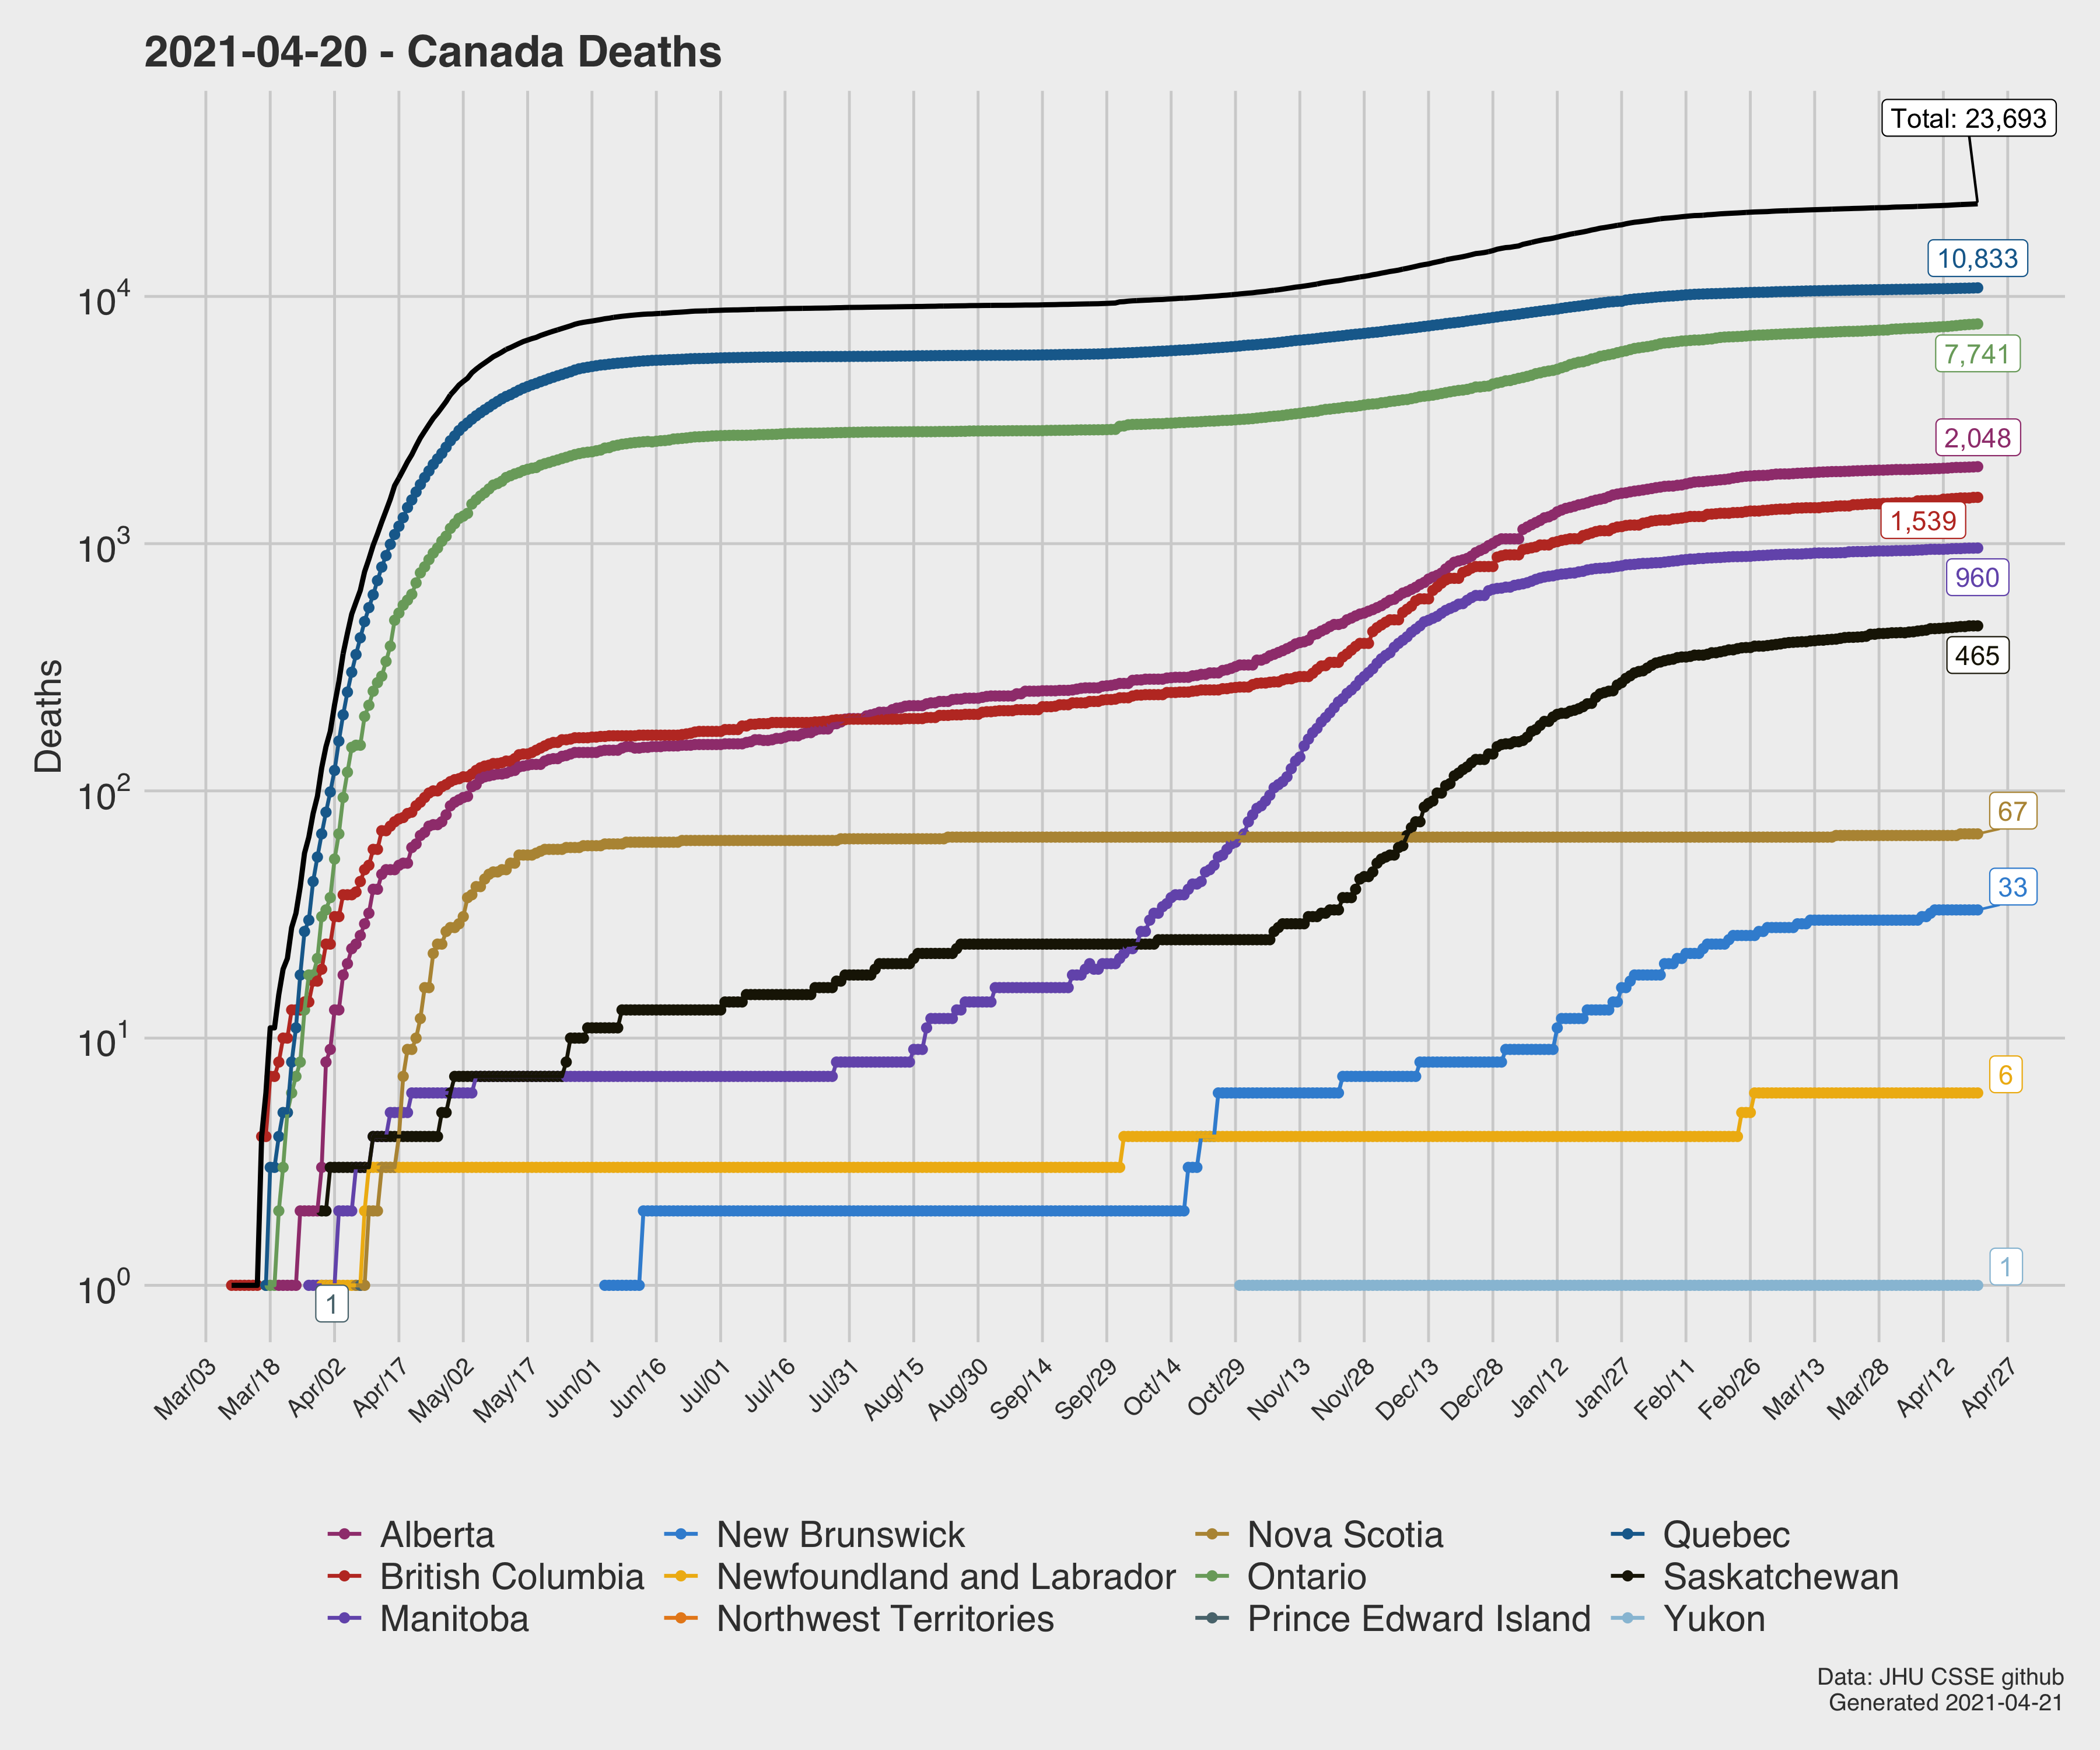 2021-04-20 - Canada Deaths
Total: 23,693
10,833
7,741
2,048
1,539
960
465
67
33
6
1
1
Deaths
10^4
10^3
10^2
10^1
10^0
Mar/03 Mar/18 Apr/02 Apr/17 May/02 May/17 Jun/01 Jun/16 Jul/01 Jul/16 Jul/31 Aug/15 Aug/30 Sep/14 Sep/29 Oct/14 Oct/29 Nov/13 Nov/28 Dec/13 Dec/28 Jan/12 Jan/27 Feb/11 Feb/26 Mar/13 Mar/28 Apr/12 Apr/27
Alberta New Brunswick Nova Scotia Quebec
British Columbia Newfoundland and Labrador Ontario Saskatchewan
Manitoba Northwest Territories Prince Edward Island Yukon
Data: JHU CSSE github
Generated 2021-04-21